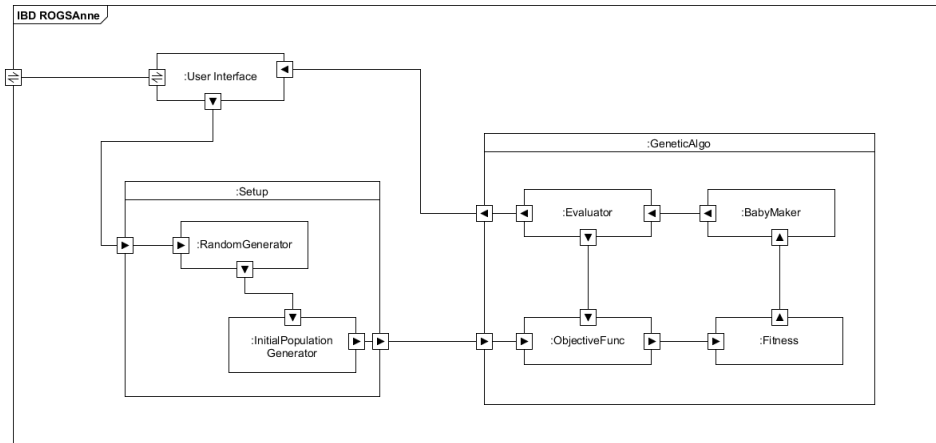 IBD ROGSAnne
:User Interface
:GeneticAlgo
:Setup
:Evaluator
:BabyMaker
:RandomGenerator
:InitialPopulation
Generator
:ObjectiveFunc
:Fitness